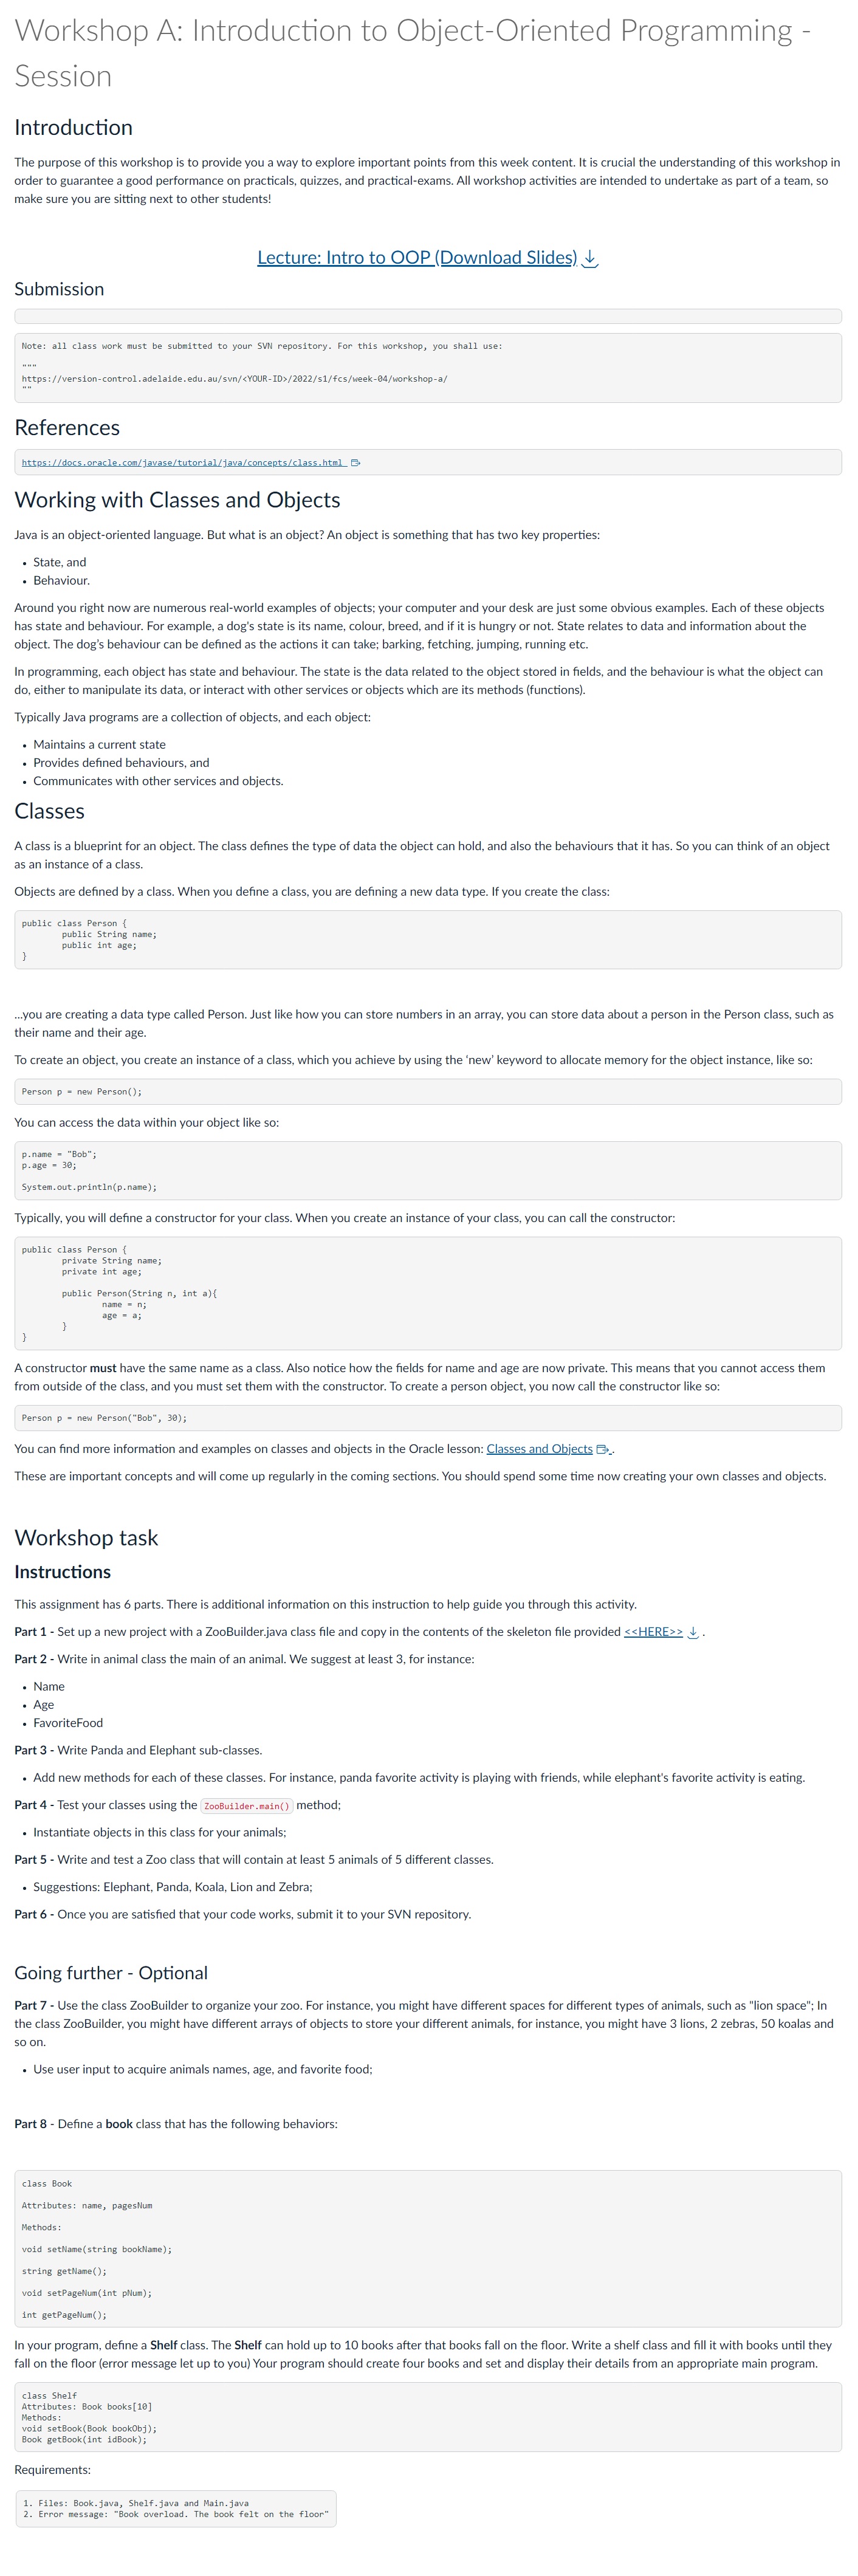 Workshop A: Introduction to Object-Oriented Programming -
Session
Introduction
The purpose of this workshop is to provide you a way to explore important points from this week content. It is crucial the understanding of this workshop in
order to guarantee a good performance on practicals, quizzes, and practical-exams. All workshop activities are intended to undertake as part of a team, so
make sure you are sitting next to other students!
Lecture: Intro to OOP (Download Slides)
Submission
Note: all class work must be submitted to your SVN repository. For this workshop, you shall use:
"""
https://version-control.adelaide.edu.au/svn/<YOUR-ID>/2022/s1/fcs/week-04/workshop-a/
""
References
https://docs.oracle.com/javase/tutorial/java/concepts/class.html
Working with Classes and Objects
Java is an object-oriented language. But what is an object? An object is something that has two key properties:
• State, and
• Behaviour.
Around you right now are numerous real-world examples of objects; your computer and your desk are just some obvious examples. Each of these objects
has state and behaviour. For example, a dog's state is its name, colour, breed, and if it is hungry or not. State relates to data and information about the
object. The dog’s behaviour can be defined as the actions it can take; barking, fetching, jumping, running etc.
In programming, each object has state and behaviour. The state is the data related to the object stored in fields, and the behaviour is what the object can
do, either to manipulate its data, or interact with other services or objects which are its methods (functions).
Typically Java programs are a collection of objects, and each object:
• Maintains a current state
• Provides defined behaviours, and
• Communicates with other services and objects.
Classes
A class is a blueprint for an object. The class defines the type of data the object can hold, and also the behaviours that it has. So you can think of an object
as an instance of a class.
Objects are defined by a class. When you define a class, you are defining a new data type. If you create the class:
public class Person {
        public String name;
        public int age;
}
...you are creating a data type called Person. Just like how you can store numbers in an array, you can store data about a person in the Person class, such as
their name and their age.
To create an object, you create an instance of a class, which you achieve by using the ‘new’ keyword to allocate memory for the object instance, like so:
Person p = new Person();
You can access the data within your object like so:
p.name = "Bob";
p.age = 30;
System.out.println(p.name);
Typically, you will define a constructor for your class. When you create an instance of your class, you can call the constructor:
public class Person {
        private String name;
        private int age;
        public Person(String n, int a){
                name = n;
                age = a;
        }
}
A constructor must have the same name as a class. Also notice how the fields for name and age are now private. This means that you cannot access them
from outside of the class, and you must set them with the constructor. To create a person object, you now call the constructor like so:
Person p = new Person("Bob", 30);
You can find more information and examples on classes and objects in the Oracle lesson: Classes and Objects .
These are important concepts and will come up regularly in the coming sections. You should spend some time now creating your own classes and objects.
Workshop task
Instructions
This assignment has 6 parts. There is additional information on this instruction to help guide you through this activity.
Part 1 - Set up a new project with a ZooBuilder.java class file and copy in the contents of the skeleton file provided <<HERE>> .
Part 2 - Write in animal class the main of an animal. We suggest at least 3, for instance:
• Name
• Age
• FavoriteFood
Part 3 - Write Panda and Elephant sub-classes.
• Add new methods for each of these classes. For instance, panda favorite activity is playing with friends, while elephant's favorite activity is eating.
Part 4 - Test your classes using the ZooBuilder.main() method;
• Instantiate objects in this class for your animals;
Part 5 - Write and test a Zoo class that will contain at least 5 animals of 5 different classes.
• Suggestions: Elephant, Panda, Koala, Lion and Zebra;
Part 6 - Once you are satisfied that your code works, submit it to your SVN repository.
Going further - Optional
Part 7 - Use the class ZooBuilder to organize your zoo. For instance, you might have different spaces for different types of animals, such as "lion space"; In
the class ZooBuilder, you might have different arrays of objects to store your different animals, for instance, you might have 3 lions, 2 zebras, 50 koalas and
so on.
• Use user input to acquire animals names, age, and favorite food;
Part 8 - Define a book class that has the following behaviors:
class Book
Attributes: name, pagesNum
Methods:
void setName(string bookName);
string getName();
void setPageNum(int pNum);
int getPageNum();
In your program, define a Shelf class. The Shelf can hold up to 10 books after that books fall on the floor. Write a shelf class and fill it with books until they
fall on the floor (error message let up to you) Your program should create four books and set and display their details from an appropriate main program.
class Shelf
Attributes: Book books[10]
Methods:
void setBook(Book bookObj);
Book getBook(int idBook);
Requirements:
1. Files: Book.java, Shelf.java and Main.java
2. Error message: "Book overload. The book felt on the floor"